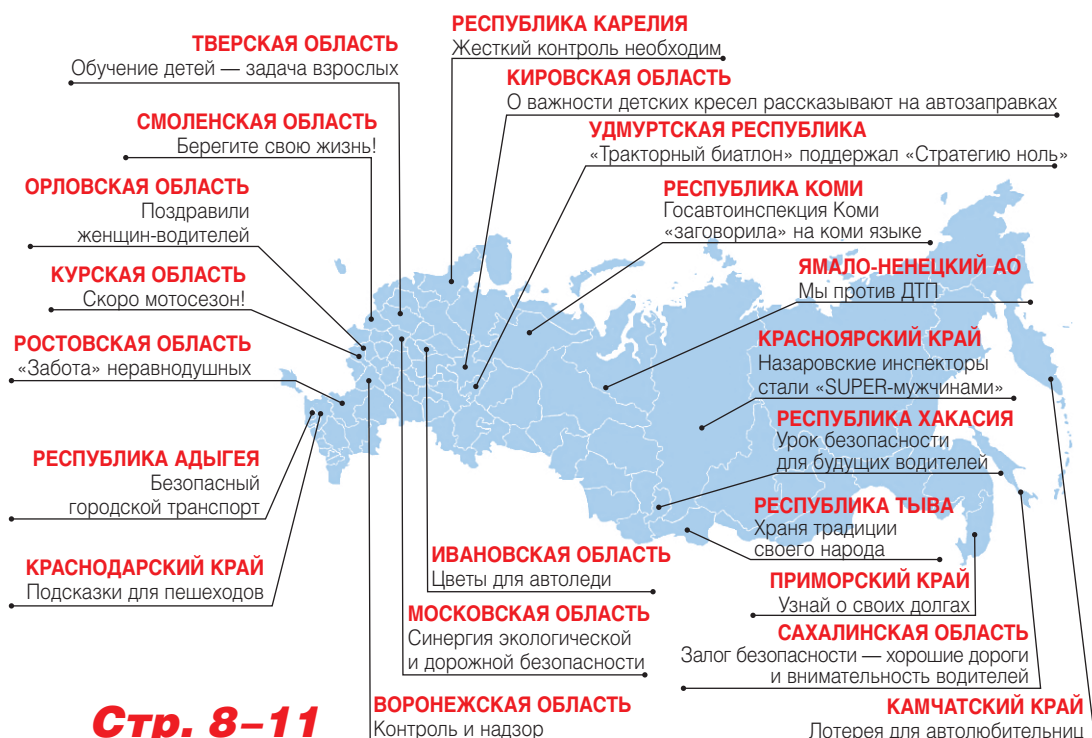 РЕСПУБЛИКА КАРЕЛИЯ
Жесткий контроль необходим
ТВЕРСКАЯ ОБЛАСТЬ
Обучение детей — задача взрослых
КИРОВСКАЯ ОБЛАСТЬ
О важности детских кресел рассказывают на автозаправках
СМОЛЕНСКАЯ ОБЛАСТЬ
Берегите свою жизнь!
УДМУРТСКАЯ РЕСПУБЛИКА
«Тракторный биатлон» поддержал «Стратегию ноль»
ОРЛОВСКАЯ ОБЛАСТЬ
Поздравили
женщин-водителей
РЕСПУБЛИКА КОМИ
Госавтоинспекция Коми
«заговорила» на коми языке
КУРСКАЯ ОБЛАСТЬ
Скоро мотосезон!
ЯМАЛО-НЕНЕЦКИЙ АО
Мы против ДТП
РОСТОВСКАЯ ОБЛАСТЬ
«Забота» неравнодушных
КРАСНОЯРСКИЙ КРАЙ
Назаровские инспекторы
стали «SUPER-мужчинами»
РЕСПУБЛИКА ХАКАСИЯ
Урок безопасности
для будущих водителей
РЕСПУБЛИКА АДЫГЕЯ
Безопасный
городской транспорт
РЕСПУБЛИКА ТЫВА
Храня традиции
своего народа
КРАСНОДАРСКИЙ КРАЙ
Подсказки для пешеходов
ИВАНОВСКАЯ ОБЛАСТЬ
Цветы для автоледи
ПРИМОРСКИЙ КРАЙ
Узнай о своих долгах
МОСКОВСКАЯ ОБЛАСТЬ
Синергия экологической
и дорожной безопасности
САХАЛИНСКАЯ ОБЛАСТЬ
Залог безопасности — хорошие дороги
и внимательность водителей
ВОРОНЕЖСКАЯ ОБЛАСТЬ
Контроль и надзор
КАМЧАТСКИЙ КРАЙ
Лотерея для автолюбительниц
Стр. 8–11